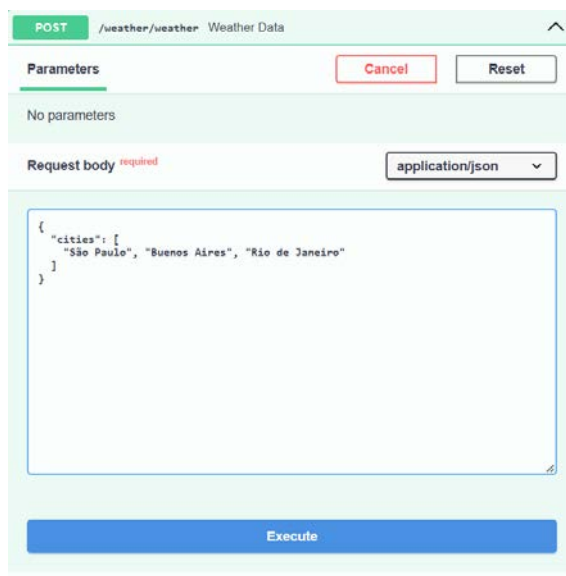 POST /weather/weather Weather Data
Parameters Cancel Reset
No parameters
Request body required application/json
{
"cities": [
"São Paulo", "Buenos Aires", "Rio de Janeiro"
]
}
Execute